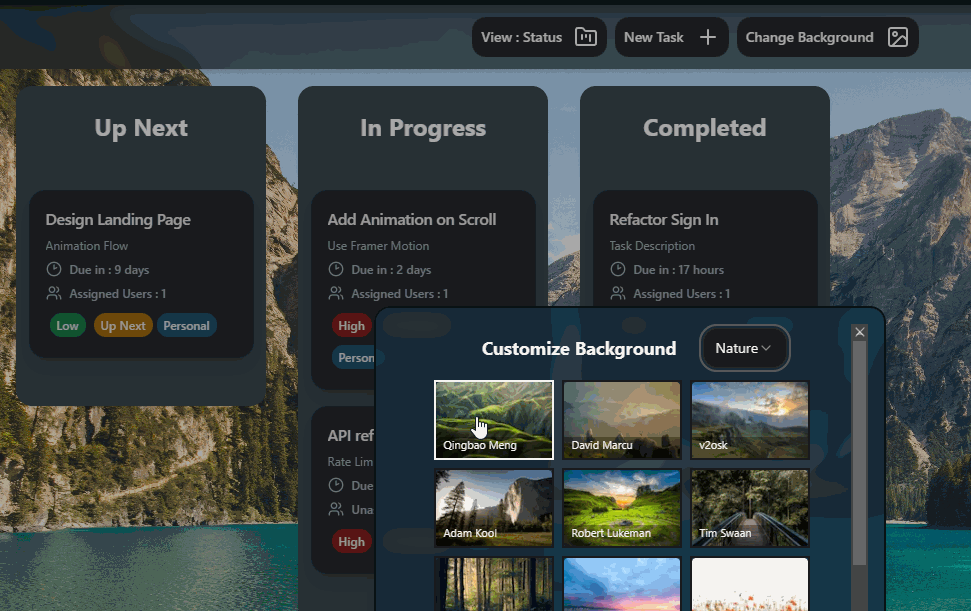 View : Status
New Task
Change Background
Up Next
In Progress
Completed
Design Landing Page
Animation Flow
Due in : 9 days
Assigned Users : 1
Low
Up Next
Personal
Add Animation on Scroll
Use Framer Motion
Due in : 2 days
Assigned Users : 1
High
Person
API ref
Rate Lim
Due
Una
High
Refactor Sign In
Task Description
Due in : 17 hours
Assigned Users : 1
Customize Background
Nature
Qingbao Meng
David Marcu
v2osk
Adam Kool
Robert Lukeman
Tim Swaan